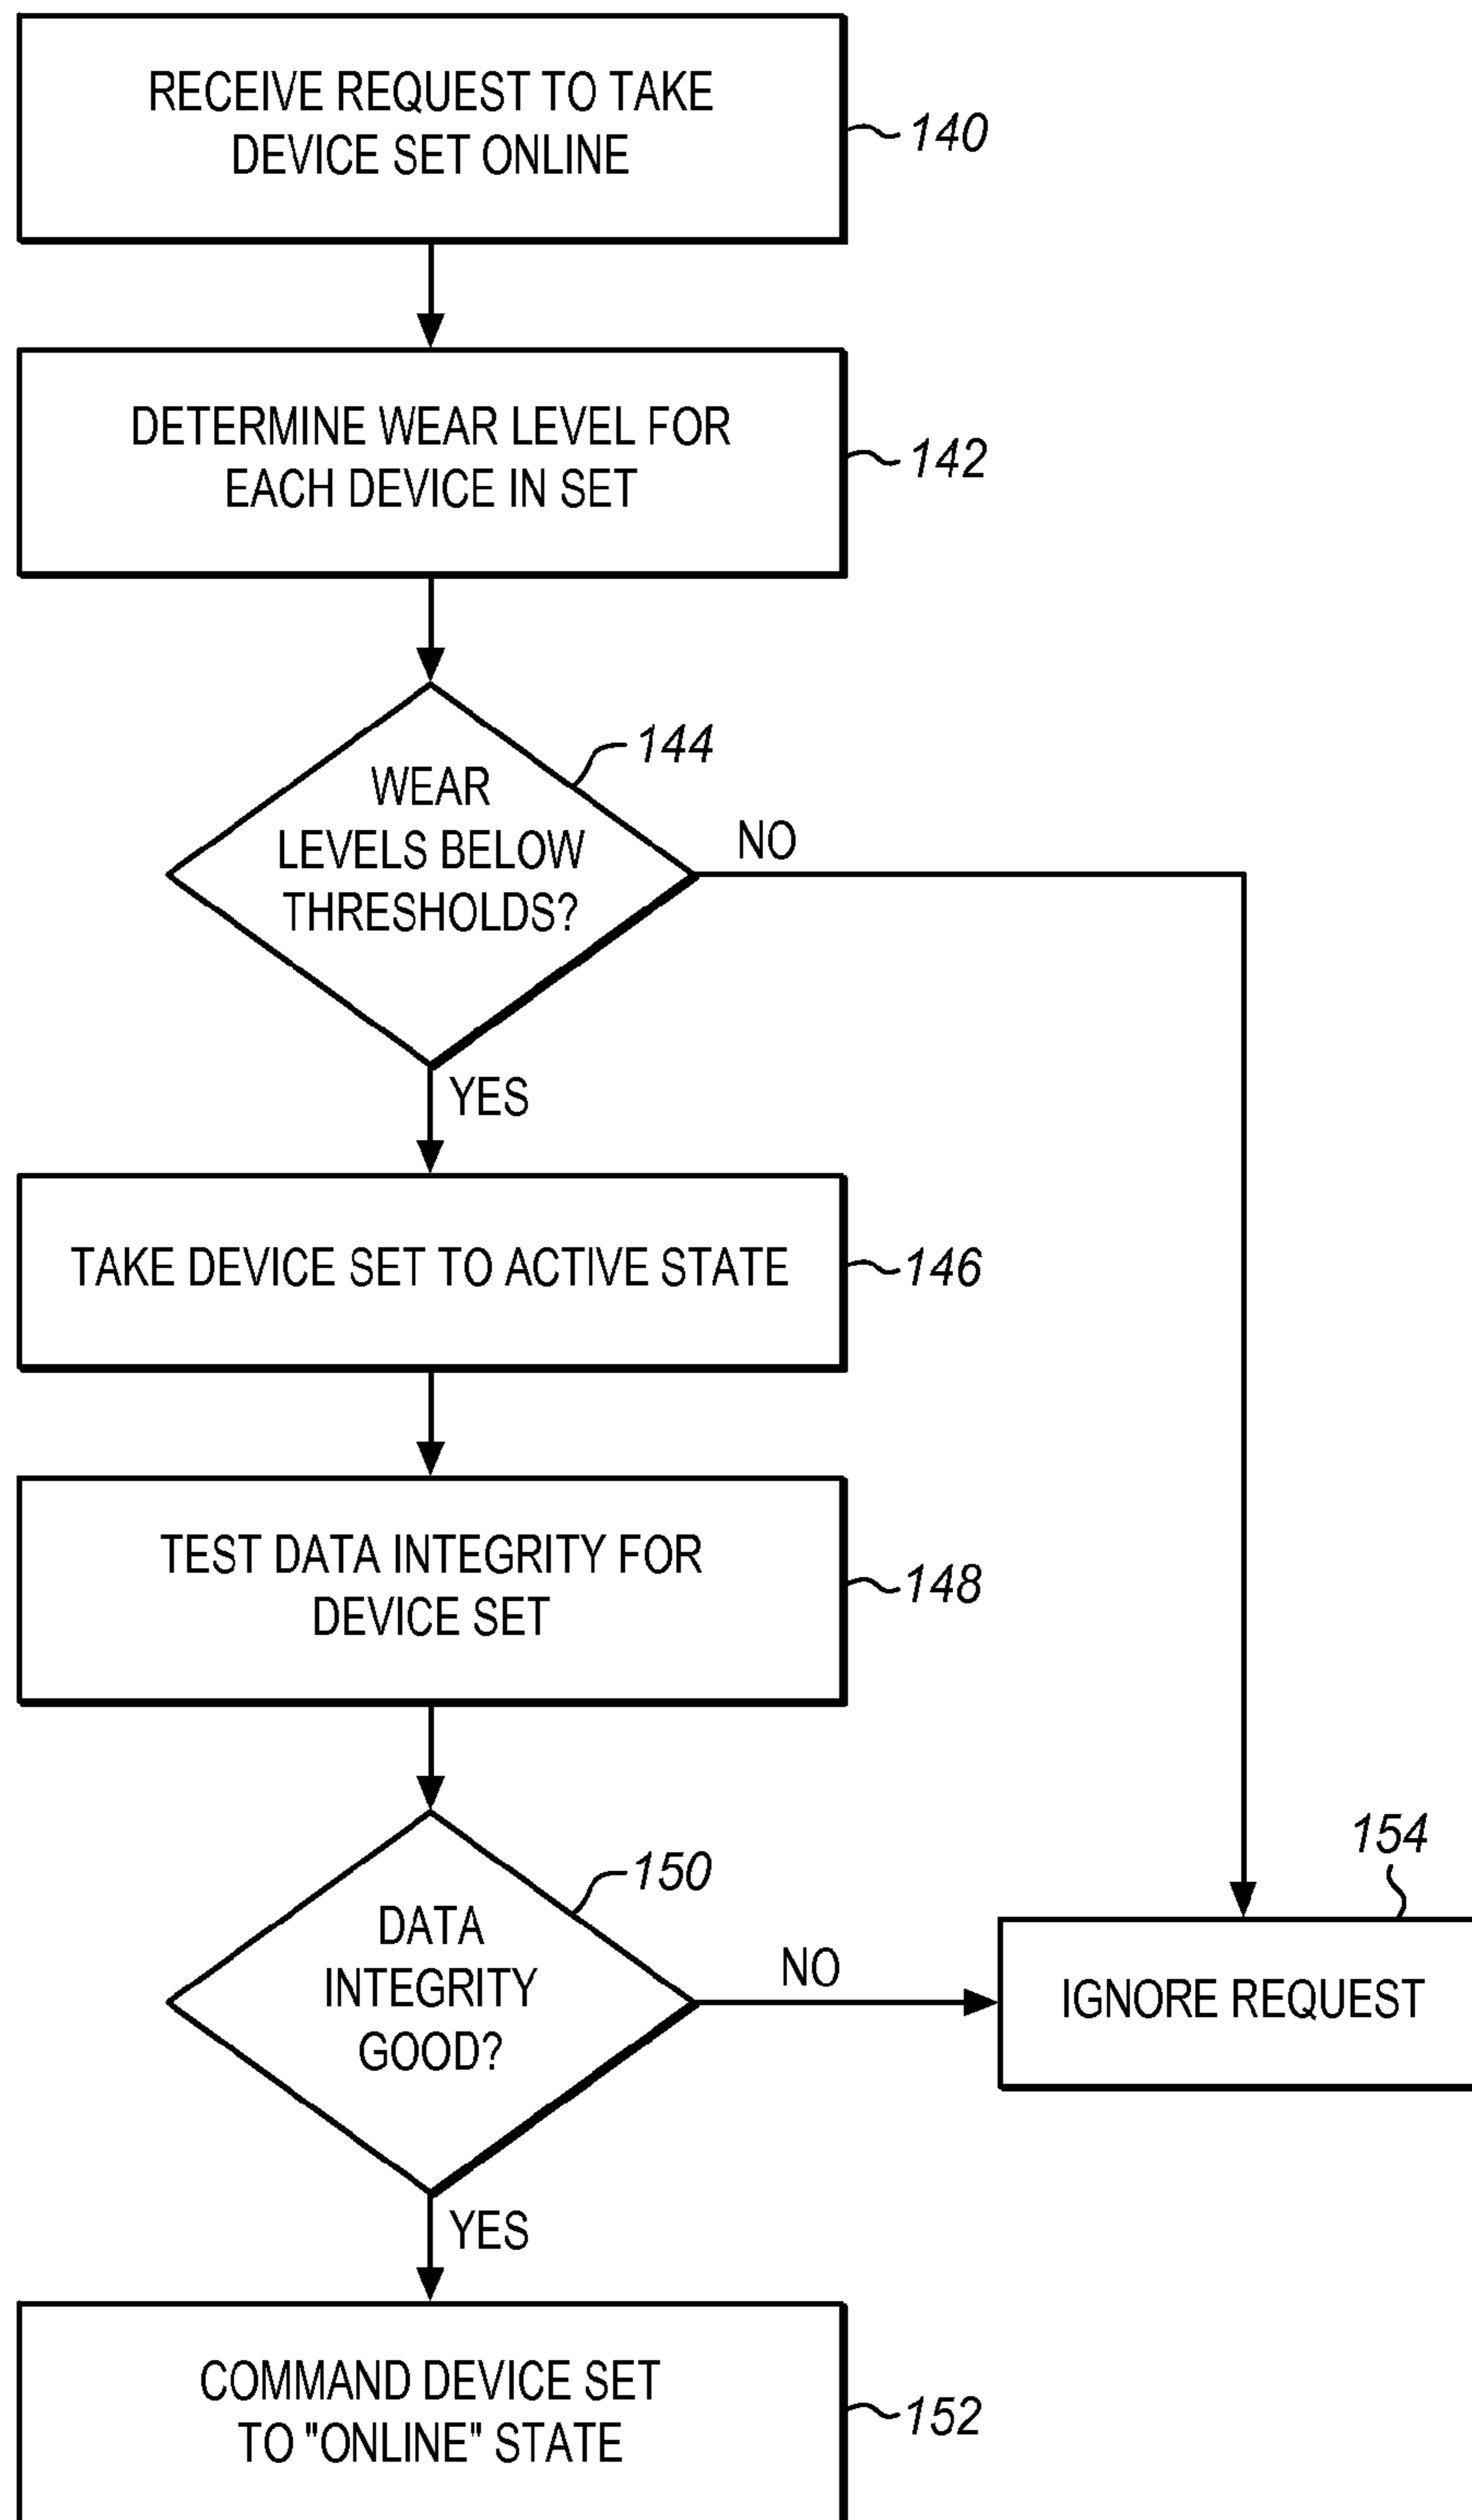 RECEIVE REQUEST TO TAKE
DEVICE SET ONLINE
140
DETERMINE WEAR LEVEL FOR
EACH DEVICE IN SET
142
144
WEAR
LEVELS BELOW
THRESHOLDS?
NO
YES
TAKE DEVICE SET TO ACTIVE STATE
146
TEST DATA INTEGRITY FOR
DEVICE SET
148
150
DATA
INTEGRITY
GOOD?
NO
154
IGNORE REQUEST
YES
COMMAND DEVICE SET
TO "ONLINE" STATE
152